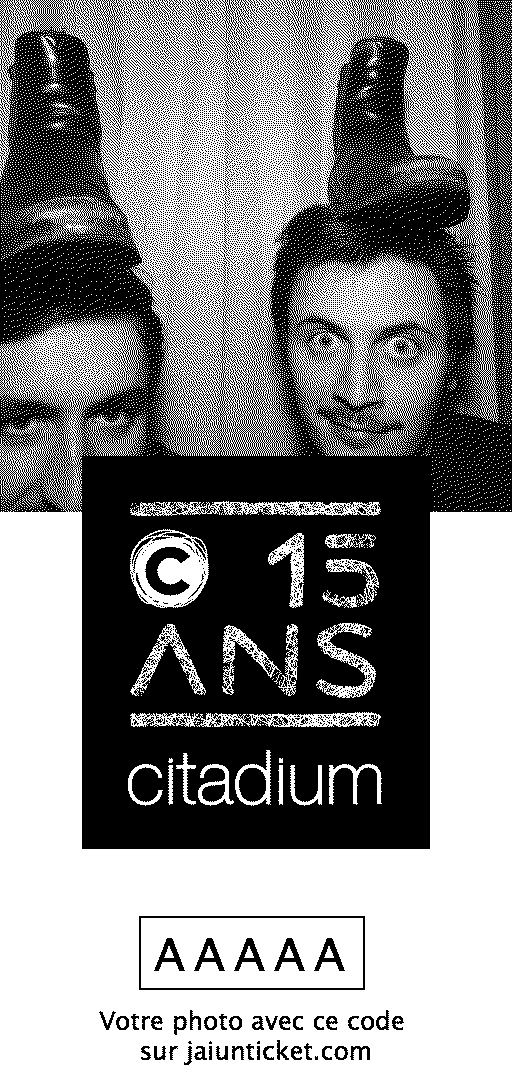 C 15
ANS
citadium
AAAAA
Votre photo avec ce code
sur jaiunticket.com